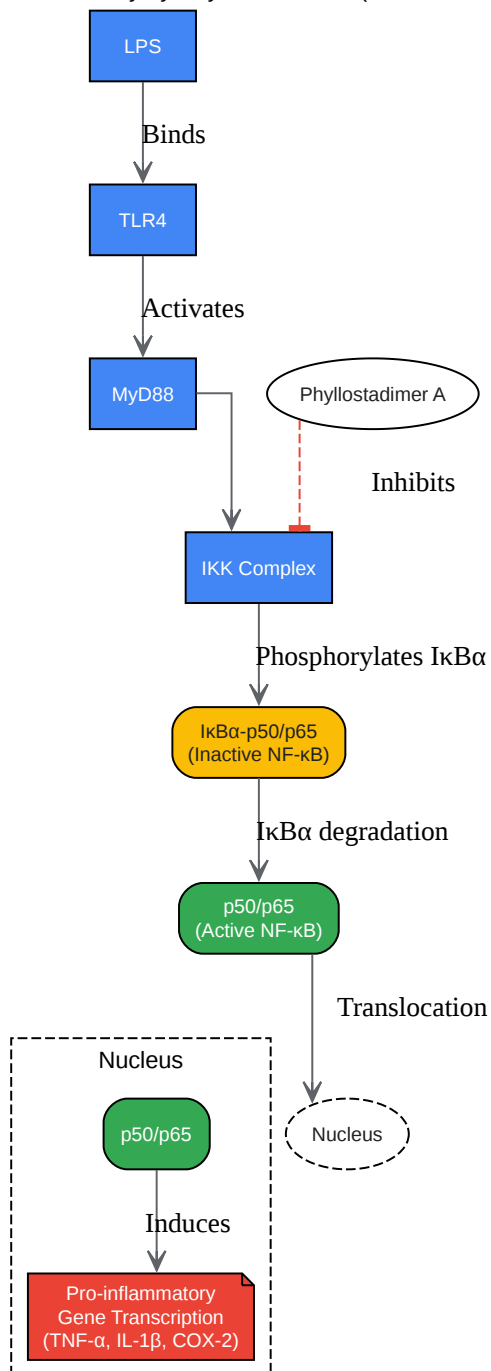 LPS
Binds
TLR4
Activates
MyD88
Phyllostadimer A
Inhibits
IKK Complex
Phosphorylates IκBα
IκBα-p50/p65
(Inactive NF-κB)
IκBα degradation
p50/p65
(Active NF-κB)
Translocation
Nucleus
p50/p65
Nucleus
Induces
Pro-inflammatory
Gene Transcription
(TNF-α, IL-1β, COX-2)